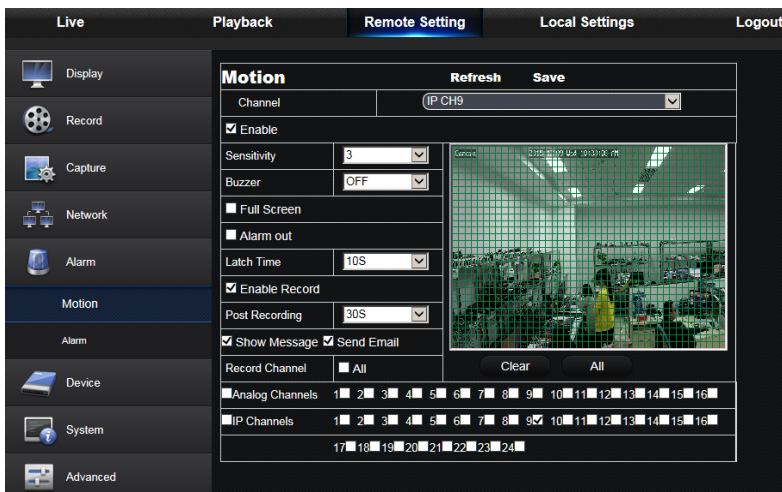 Live Playback Remote Setting Local Settings Logout
Display
Record
Capture
Network
Alarm
Motion
Alarm
Device
System
Advanced
Motion Refresh Save
Channel IP CH9
Enable
Sensitivity 3
Buzzer OFF
Full Screen
Alarm out
Latch Time 10S
Enable Record
Post Recording 30S
Show Message Send Email
Record Channel All
Clear All
Analog Channels 1 2 3 4 5 6 7 8 9 10 11 12 13 14 15 16
IP Channels 1 2 3 4 5 6 7 8 9 10 11 12 13 14 15 16
17 18 19 20 21 22 23 24